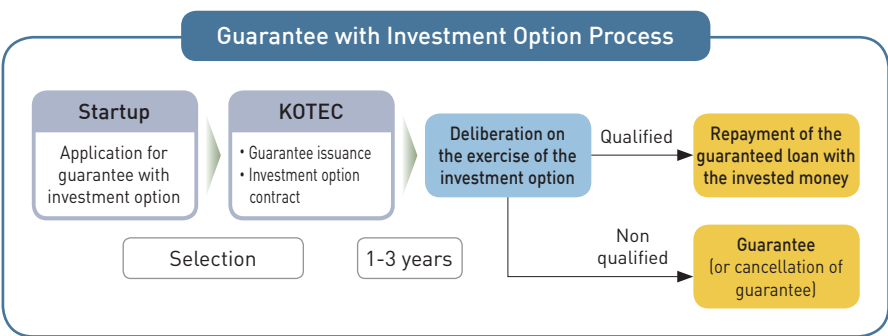 Guarantee with Investment Option Process
Startup
Application for
guarantee with
investment option
KOTEC
• Guarantee issuance
• Investment option
contract
Deliberation on
the exercise of the
investment option
Qualified
Repayment of the
guaranteed loan with
the invested money
Non
qualified
Guarantee
(or cancellation of
guarantee)
Selection
1-3 years